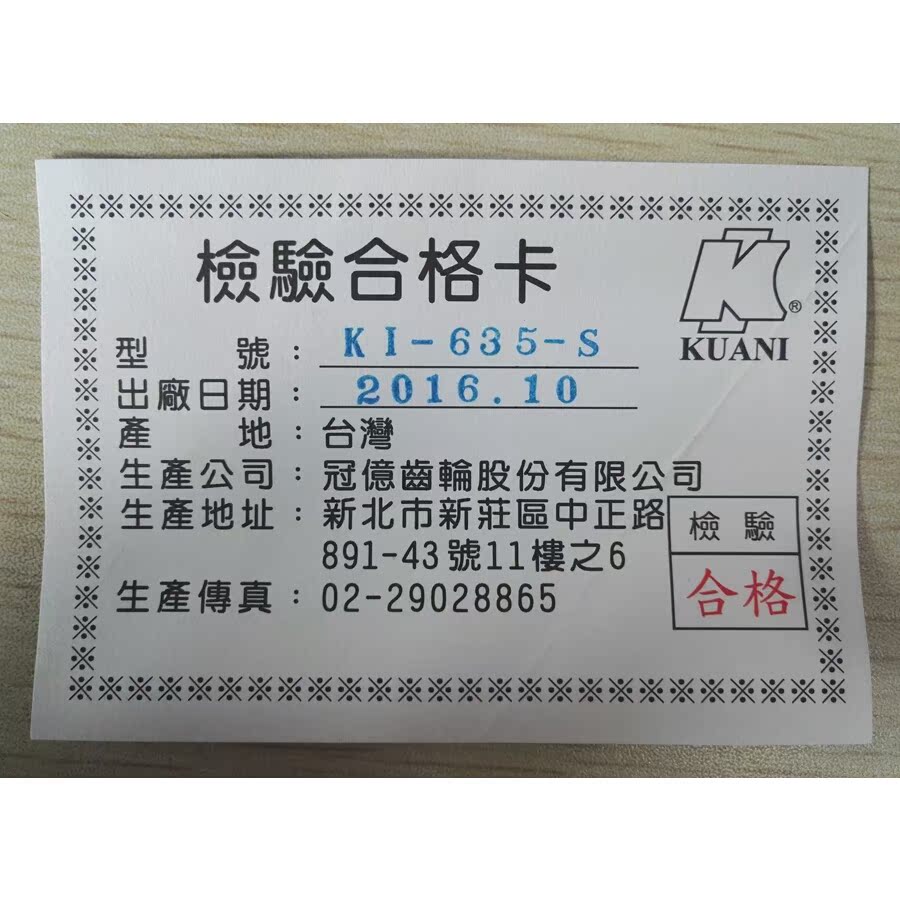 檢驗合格卡
®
KUANI
型　　號：KI-635-S
出廠日期：2016.10
產　　地：台灣
生產公司：冠億齒輪股份有限公司
生產地址：新北市新莊區中正路
891-43號11樓之6
生產傳真：02-29028865
檢 驗
合格